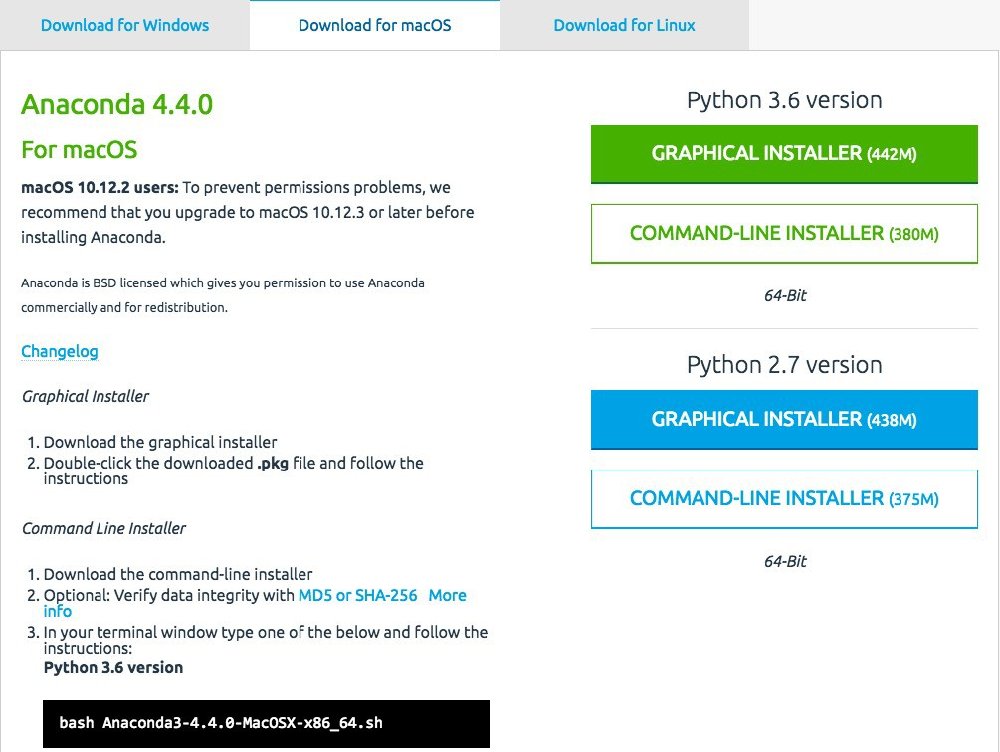 Download for Windows
Download for macOS
Download for Linux
Anaconda 4.4.0
For macOS
macOS 10.12.2 users: To prevent permissions problems, we
recommend that you upgrade to macOS 10.12.3 or later before
installing Anaconda.
Anaconda is BSD licensed which gives you permission to use Anaconda
commercially and for redistribution.
Changelog
Graphical Installer
1. Download the graphical installer
2. Double-click the downloaded .pkg file and follow the
instructions
Command Line Installer
1. Download the command-line installer
2. Optional: Verify data integrity with MD5 or SHA-256 More
info
3. In your terminal window type one of the below and follow the
instructions:
Python 3.6 version
bash Anaconda3-4.4.0-MacOSX-x86_64.sh
Python 3.6 version
GRAPHICAL INSTALLER (442M)
COMMAND-LINE INSTALLER (380M)
64-Bit
Python 2.7 version
GRAPHICAL INSTALLER (438M)
COMMAND-LINE INSTALLER (375M)
64-Bit